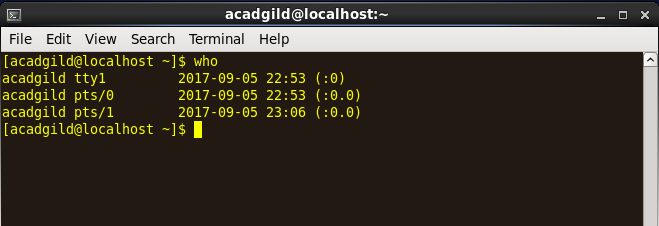 acadgild@localhost:~
File Edit View Search Terminal Help
[acadgild@localhost ~]$ who
acadgild tty1         2017-09-05 22:53 (:0)
acadgild pts/0        2017-09-05 22:53 (:0.0)
acadgild pts/1        2017-09-05 23:06 (:0.0)
[acadgild@localhost ~]$